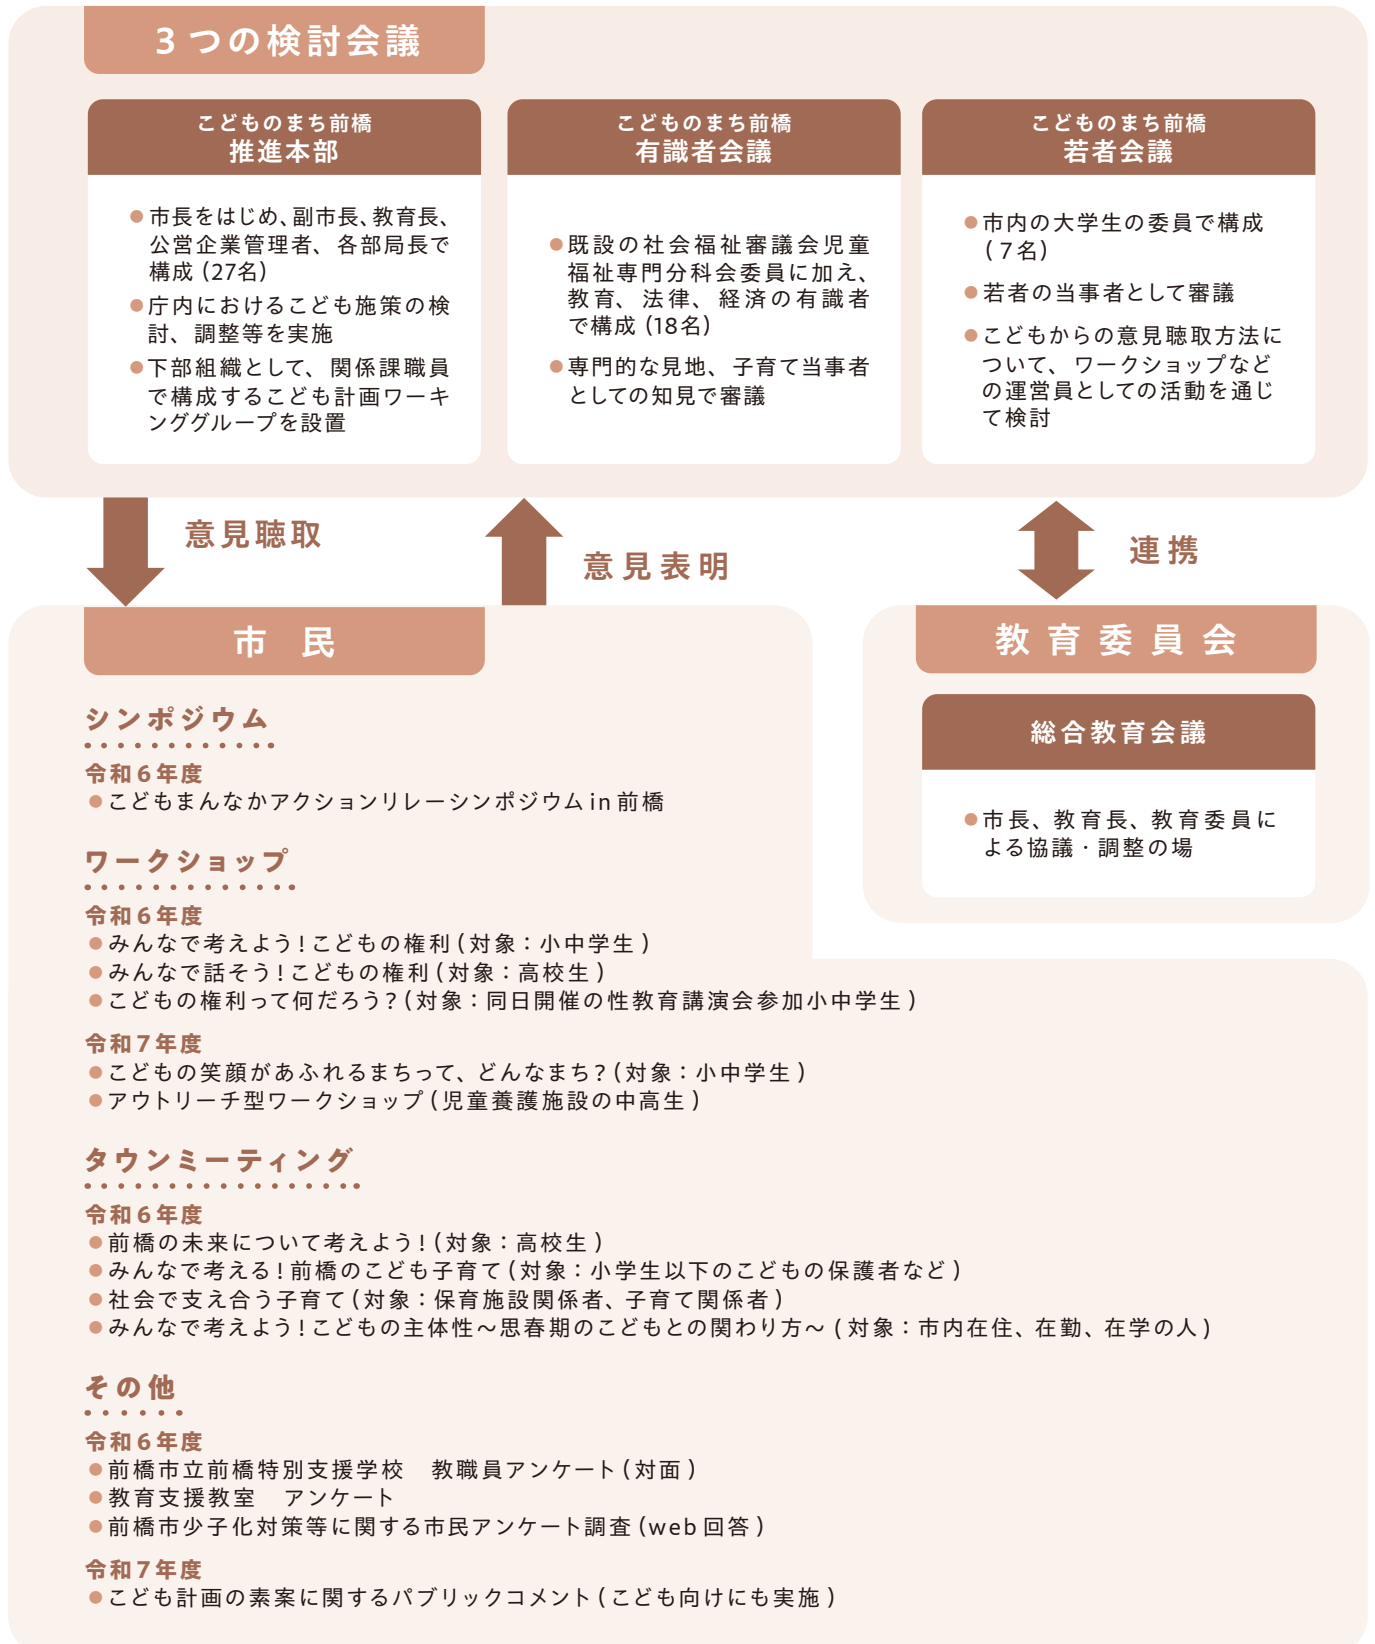 3つの検討会議
こどものまち前橋
推進本部
●市長をはじめ、副市長、教育長、
公営企業管理者、各部局長で
構成（27名）
●庁内におけるこども施策の検
討、調整等を実施
●下部組織として、関係課職員
で構成するこども計画ワーキ
ンググループを設置
こどものまち前橋
有識者会議
●既設の社会福祉審議会児童
福祉専門分科会委員に加え、
教育、法律、経済の有識者
で構成（18名）
●専門的な見地、子育て当事者
としての知見で審議
こどものまち前橋
若者会議
●市内の大学生の委員で構成
（7名）
●若者の当事者として審議
●こどもからの意見聴取方法に
ついて、ワークショップなど
の運営員としての活動を通じ
て検討
意見聴取
意見表明
連携
市民
シンポジウム
令和6年度
●こどもまんなかアクションリレーシンポジウムin前橋
ワークショップ
令和6年度
●みんなで考えよう！こどもの権利（対象：小中学生）
●みんなで話そう！こどもの権利（対象：高校生）
●こどもの権利って何だろう？（対象：同日開催の性教育講演会参加小中学生）
令和7年度
●こどもの笑顔があふれるまちって、どんなまち？（対象：小中学生）
●アウトリーチ型ワークショップ（児童養護施設の中高生）
タウンミーティング
令和6年度
●前橋の未来について考えよう！（対象：高校生）
●みんなで考える！前橋のこども子育て（対象：小学生以下のこどもの保護者など）
●社会で支え合う子育て（対象：保育施設関係者、子育て関係者）
●みんなで考えよう！こどもの主体性～思春期のこどもとの関わり方～（対象：市内在住、在勤、在学の人）
その他
令和6年度
●前橋市立前橋特別支援学校　教職員アンケート（対面）
●教育支援教室　アンケート
●前橋市少子化対策等に関する市民アンケート調査（web回答）
令和7年度
●こども計画の素案に関するパブリックコメント（こども向けにも実施）
教育委員会
総合教育会議
●市長、教育長、教育委員に
よる協議・調整の場